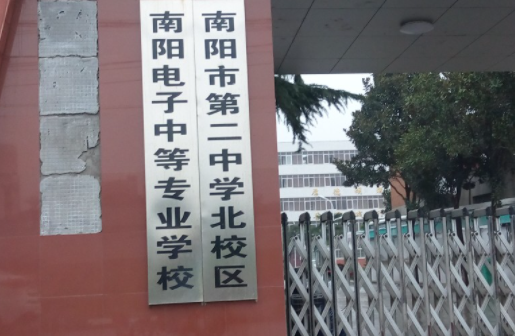 南阳市第二中学北校区
南阳电子中等专业学校